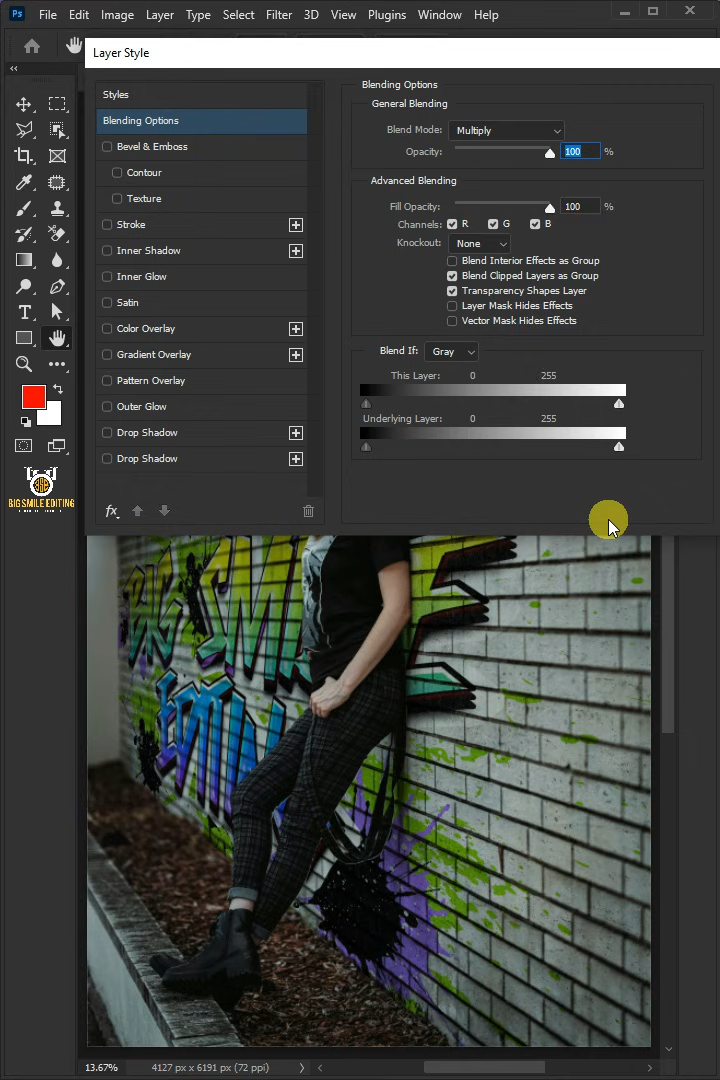 Ps File Edit Image Layer Type Select Filter 3D View Plugins Window Help
Layer Style
Styles
Blending Options
Bevel & Emboss
Contour
Texture
Stroke
Inner Shadow
Inner Glow
Satin
Color Overlay
Gradient Overlay
Pattern Overlay
Outer Glow
Drop Shadow
Drop Shadow
fx
Blending Options
General Blending
Blend Mode: Multiply
Opacity: 100 %
Advanced Blending
Fill Opacity: 100 %
Channels: R G B
Knockout: None
Blend Interior Effects as Group
Blend Clipped Layers as Group
Transparency Shapes Layer
Layer Mask Hides Effects
Vector Mask Hides Effects
Blend If: Gray
This Layer: 0 255
Underlying Layer: 0 255
BIG SMILE EDITING
BIG SMILE
EDITIN
13.67% 4127 px x 6191 px (72 ppi)